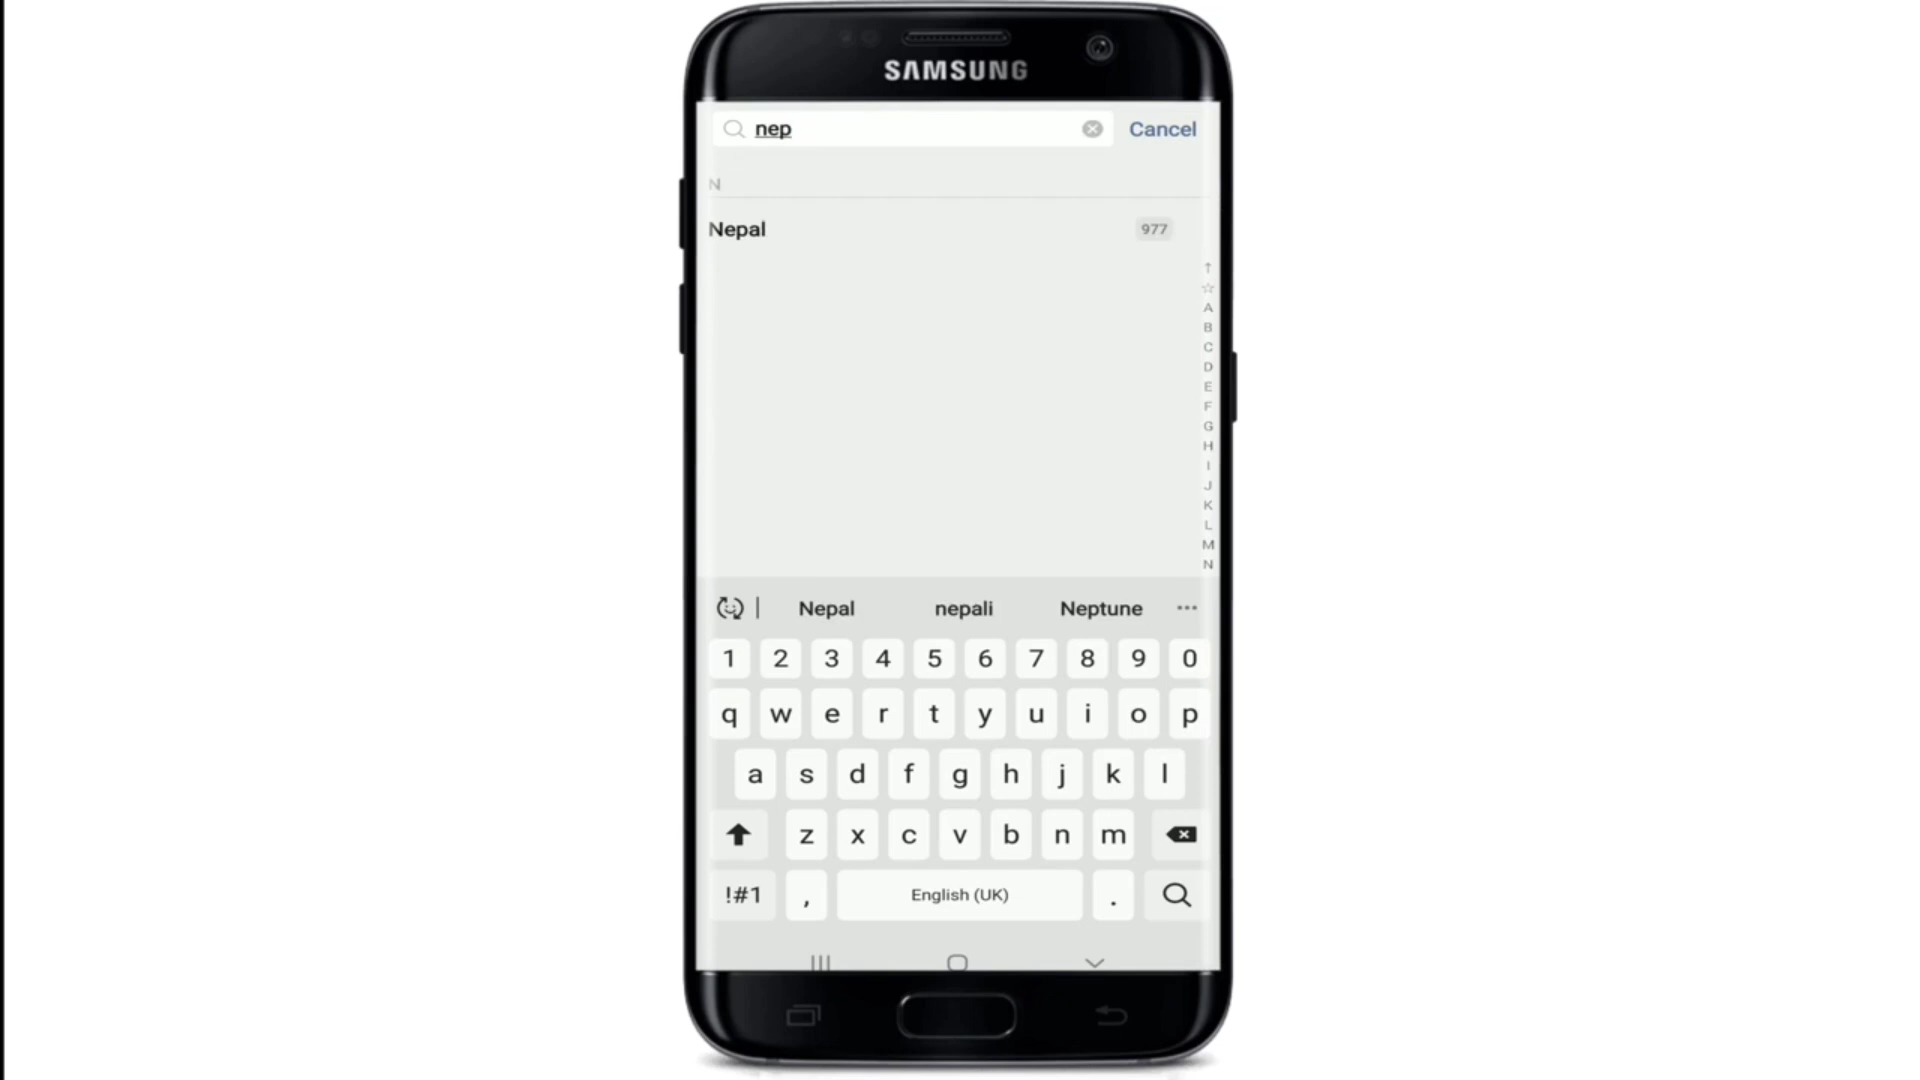 SAMSUNG
nep Cancel
N
Nepal 977
↑
☆
A
B
C
D
E
F
G
H
I
J
K
L
M
N
Nepal nepali Neptune ...
1 2 3 4 5 6 7 8 9 0
q w e r t y u i o p
a s d f g h j k l
z x c v b n m
!#1 , English (UK) .